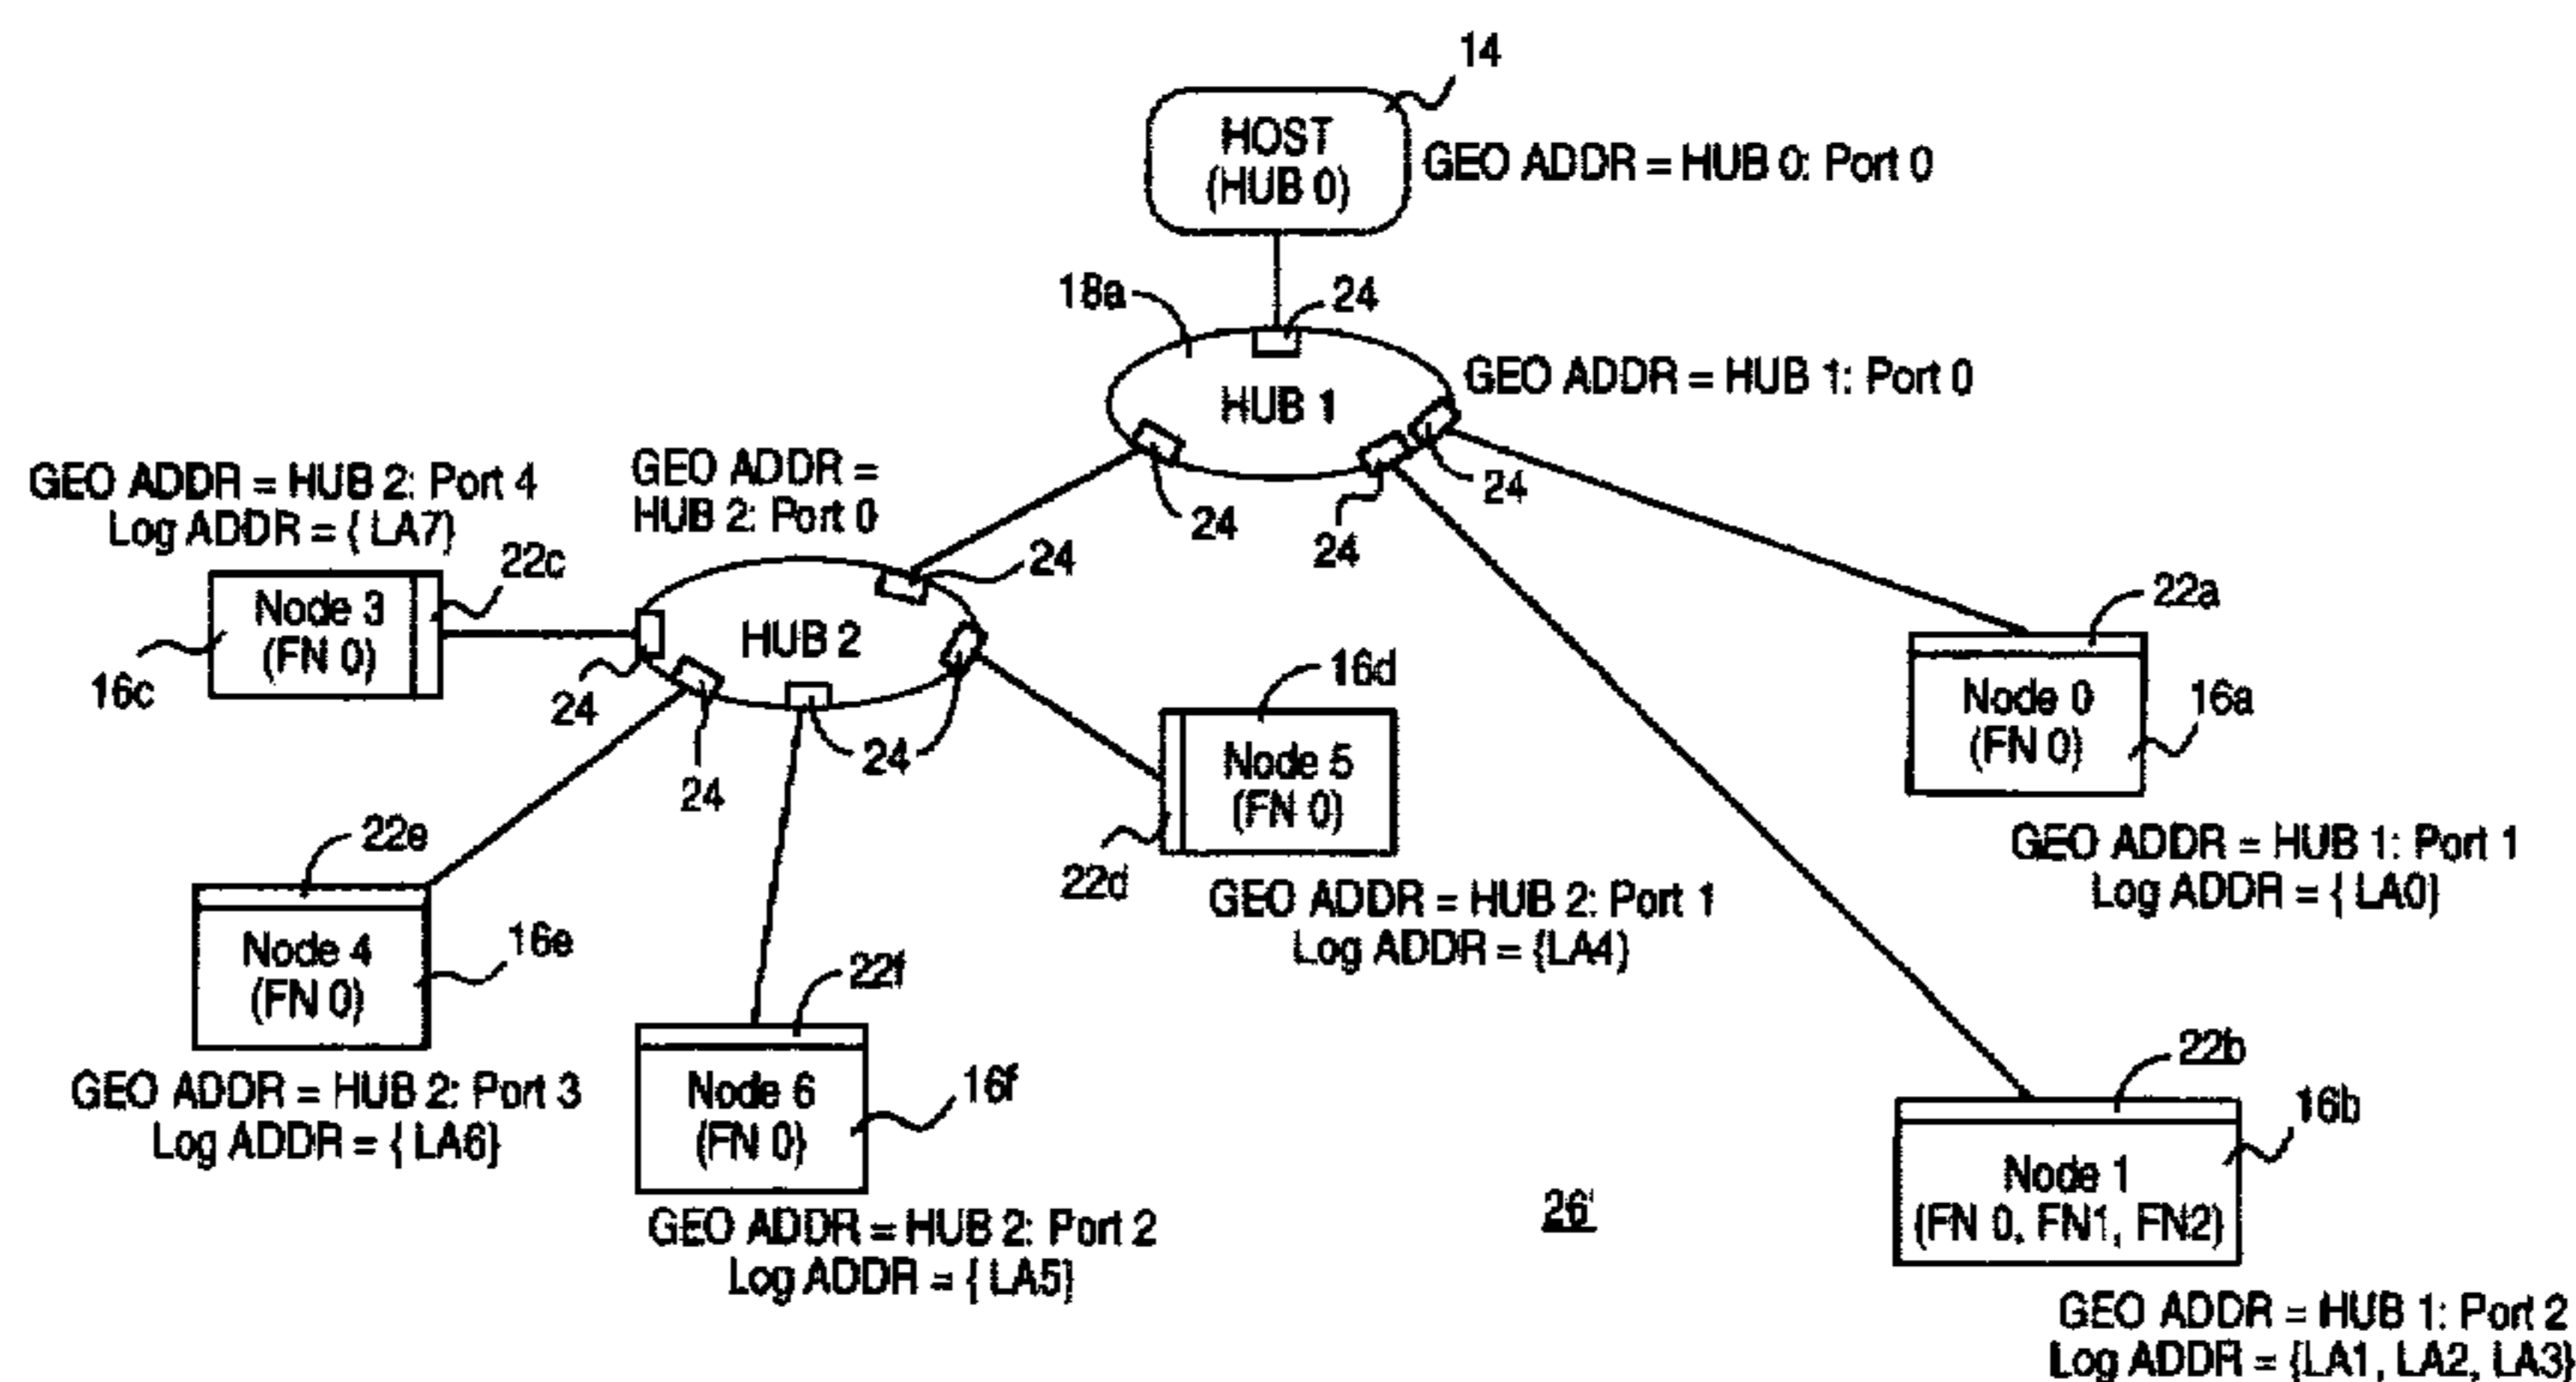 14
HOST
(HUB 0)
GEO ADDR = HUB 0: Port 0
18a
24
HUB 1
GEO ADDR = HUB 1: Port 0
24
24
24
GEO ADDR = HUB 2: Port 4
Log ADDR = { LA7}
GEO ADDR =
HUB 2: Port 0
22c
24
Node 3
(FN 0)
16c
24
HUB 2
24
24
16d
Node 5
(FN 0)
22d
GEO ADDR = HUB 2: Port 1
Log ADDR = {LA4}
22a
Node 0
(FN 0)
16a
GEO ADDR = HUB 1: Port 1
Log ADDR = { LA0}
22e
Node 4
(FN 0)
16e
GEO ADDR = HUB 2: Port 3
Log ADDR = { LA6}
22f
Node 6
(FN 0)
16f
GEO ADDR = HUB 2: Port 2
Log ADDR = { LA5}
26'
22b
16b
Node 1
(FN 0, FN1, FN2)
GEO ADDR = HUB 1: Port 2
Log ADDR = {LA1, LA2, LA3}